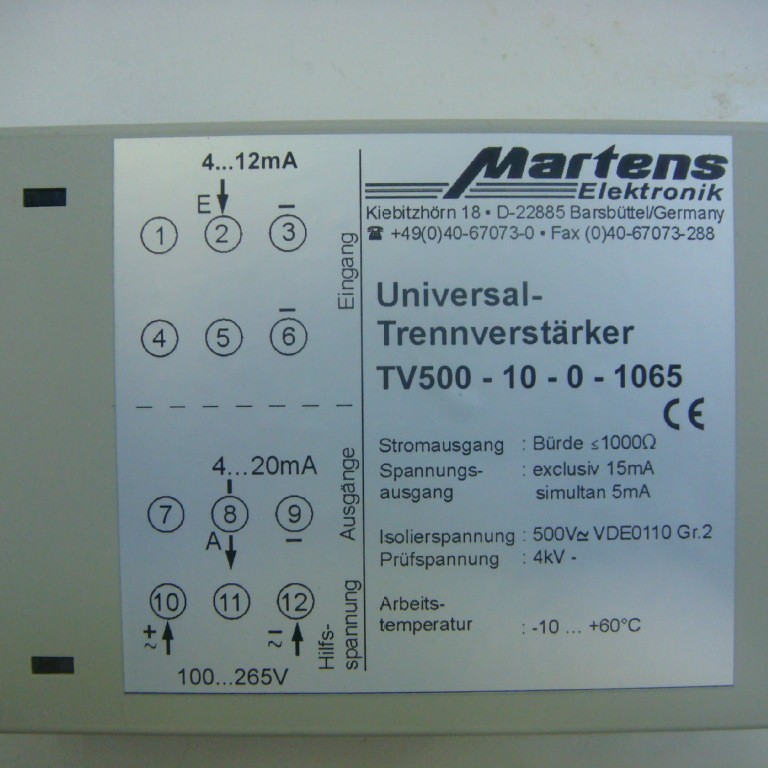 4...12mA
E
1 2 3
4 5 6
Eingang
4...20mA
7 8 9
A
Ausgänge
10 11 12
+ ~
− ~
100...265V
Hilfs-
spannung
Martens
Elektronik
Kiebitzhörn 18 • D-22885 Barsbüttel/Germany
☎ +49(0)40-67073-0 • Fax (0)40-67073-288
Universal-
Trennverstärker
TV500 - 10 - 0 - 1065
CE
Stromausgang : Bürde ≤1000Ω
Spannungs- : exclusiv 15mA
ausgang simultan 5mA
Isolierspannung : 500V≃ VDE0110 Gr.2
Prüfspannung : 4kV -
Arbeits-
temperatur : -10 ... +60°C